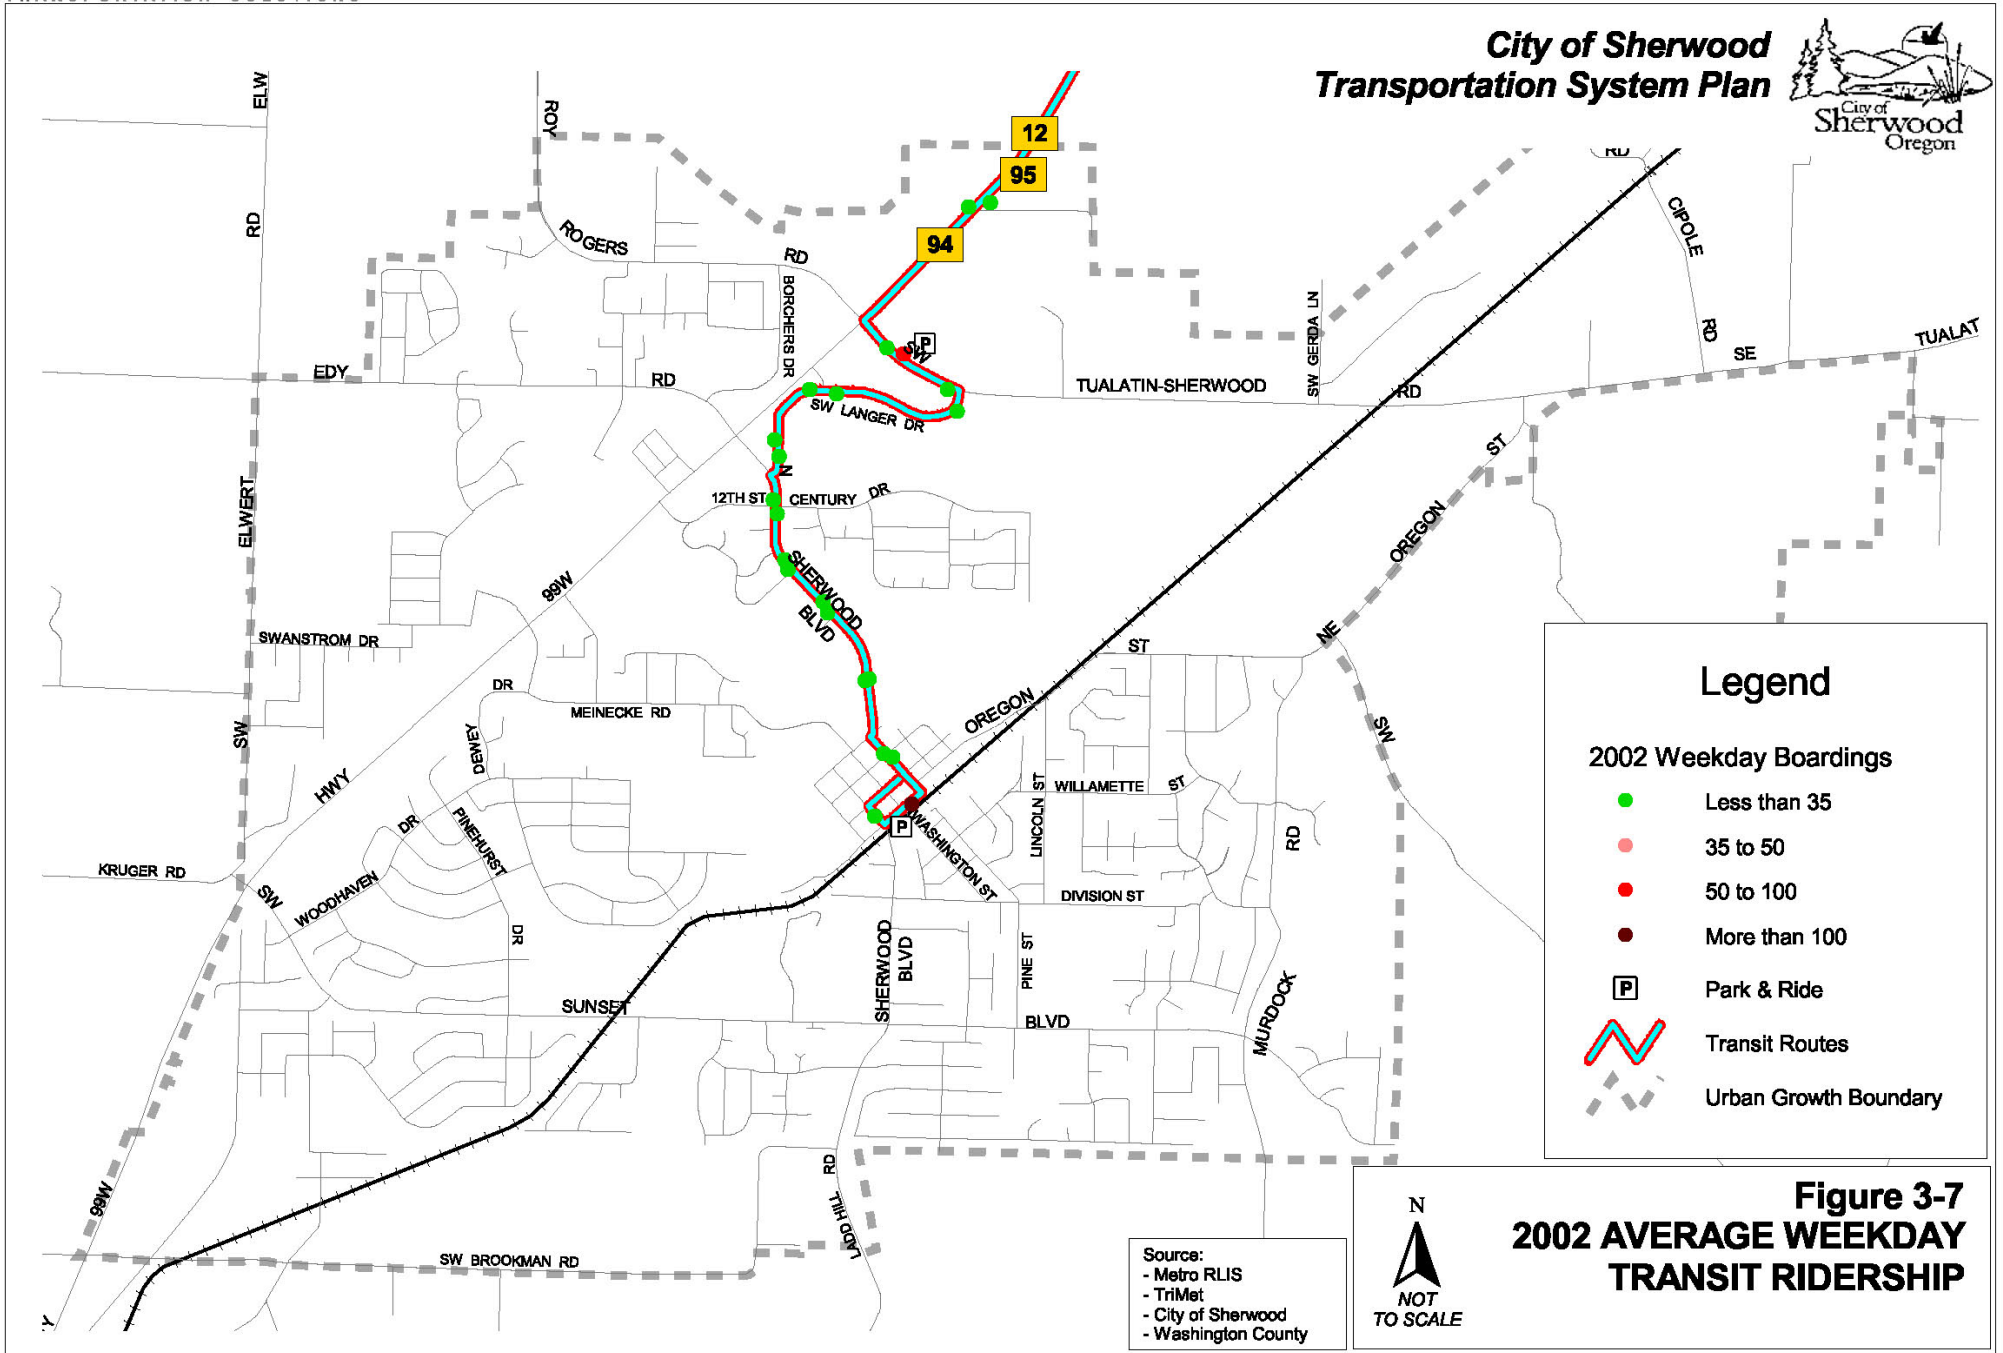 City of Sherwood
Transportation System Plan
City of
Sherwood
Oregon
ELW
RD
ROY
ROGERS
RD
12
95
94
RD
CIPOLE
RD
BORCHERS DR
P
SW
SW GERDA LN
TUALAT
SE
EDY
RD
TUALATIN-SHERWOOD
RD
SW LANGER DR
N
12TH ST
CENTURY
DR
ST
OREGON
ELWERT
SHERWOOD
BLVD
99W
SWANSTROM DR
ST
NE
DR
MEINECKE RD
OREGON
SW
SW
DEWEY
HWY
WILLAMETTE
ST
LINCOLN ST
P
WASHINGTON ST
RD
DR
PINEHURST
KRUGER RD
SW
WOODHAVEN
DR
DIVISION ST
SHERWOOD
BLVD
PINE ST
SUNSET
BLVD
MURDOCK
RD
LADD HILL
99W
SW BROOKMAN RD
Y
Legend
2002 Weekday Boardings
Less than 35
35 to 50
50 to 100
More than 100
P
Park & Ride
Transit Routes
Urban Growth Boundary
Source:
- Metro RLIS
- TriMet
- City of Sherwood
- Washington County
N
NOT
TO SCALE
Figure 3-7
2002 AVERAGE WEEKDAY
TRANSIT RIDERSHIP